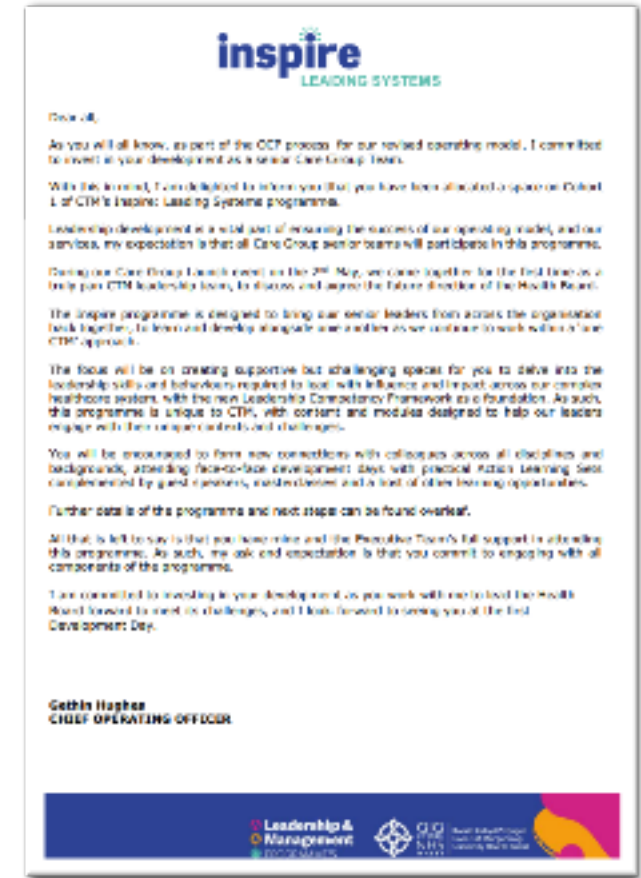 inspire
LEADING SYSTEMS
Dear all,
As you will all know, as part of the OCP process for our revised operating model, I committed
to invest in your development as a senior Care Group Team.
With this in mind, I am delighted to inform you that you have been allocated a space on Cohort
1 of CTM's Inspire: Leading Systems programme.
Leadership development is a vital part of ensuring the success of our operating model, and our
services, my expectation is that all Care Group senior teams will participate in this programme.
During our Care Group Launch event on the 2nd May, we came together for the first time as a
truly pan CTM leadership team, to discuss and agree the future direction of the Health Board.
The Inspire programme is designed to bring our senior leaders from across the organisation
back together, to learn and develop alongside one another as we continue to work within a 'one
CTM' approach.
The focus will be on creating supportive but challenging spaces for you to delve into the
leadership skills and behaviours required to lead with influence and impact across our complex
healthcare system, with the new Leadership Competency Framework as a foundation. As such,
this programme is unique to CTM, with content and modules designed to help our leaders
engage with their unique contexts and challenges.
You will be encouraged to form new connections with colleagues across all disciplines and
backgrounds, attending face-to-face development days with practical Action Learning Sets
complemented by guest speakers, masterclasses and a host of other learning opportunities.
Further details of the programme and next steps can be found overleaf.
All that is left to say is that you have mine and the Executive Team's full support in attending
this programme. As such, my ask and expectation is that you commit to engaging with all
components of the programme.
I am committed to investing in your development as you work with me to lead the Health
Board forward to meet its challenges, and I look forward to seeing you at the first
Development Day.
Gethin Hughes
CHIEF OPERATING OFFICER
Leadership &
Management
PROGRAMMES
GIG
NHS